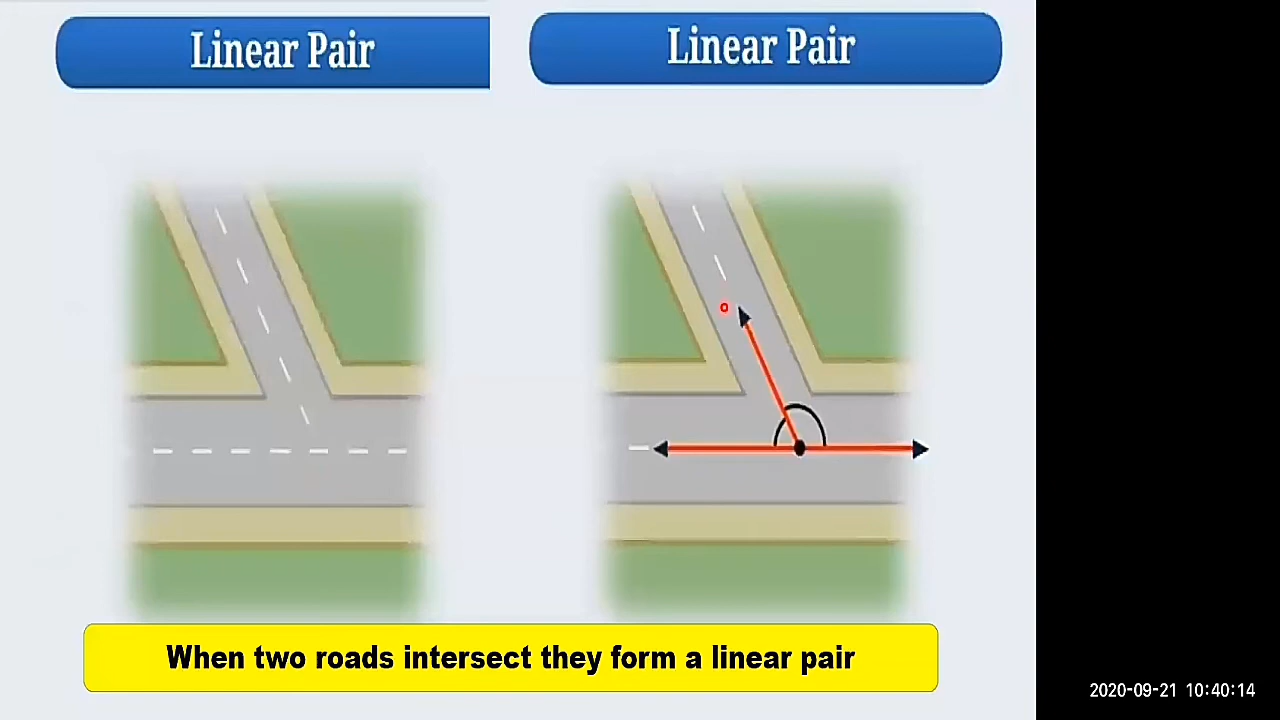 Linear Pair
Linear Pair
When two roads intersect they form a linear pair
2020-09-21 10:40:14